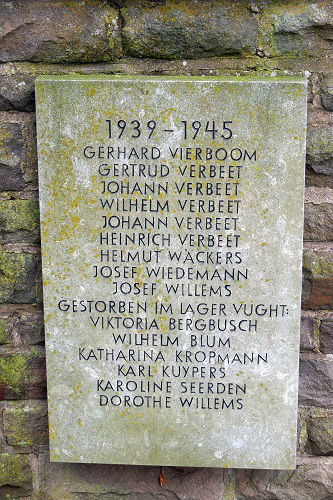 1939 - 1945
GERHARD VIERBOOM
GERTRUD VERBEET
JOHANN VERBEET
WILHELM VERBEET
JOHANN VERBEET
HEINRICH VERBEET
HELMUT WÄCKERS
JOSEF WIEDEMANN
JOSEF WILLEMS
GESTORBEN IM LAGER VUGHT:
VIKTORIA BERGBUSCH
WILHELM BLUM
KATHARINA KROPMANN
KARL KUYPERS
KAROLINE SEERDEN
DOROTHE WILLEMS